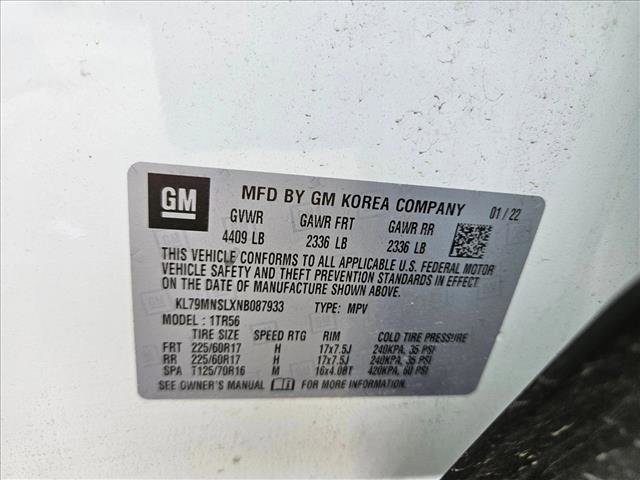 GM MFD BY GM KOREA COMPANY 01/22
GVWR GAWR FRT GAWR RR
4409 LB 2336 LB 2336 LB
THIS VEHICLE CONFORMS TO ALL APPLICABLE U.S. FEDERAL MOTOR
VEHICLE SAFETY AND THEFT PREVENTION STANDARDS IN EFFECT
ON THE DATE OF MANUFACTURE SHOWN ABOVE.
KL79MNSLXNB087933 TYPE: MPV
MODEL : 1TR56
TIRE SIZE SPEED RTG RIM COLD TIRE PRESSURE
FRT 225/60R17 H 17x7.5J 240KPA, 35 PSI
RR 225/60R17 H 17x7.5J 240KPA, 35 PSI
SPA T125/70R16 M 16x4.0BT 420KPA, 60 PSI
SEE OWNER'S MANUAL i FOR MORE INFORMATION.